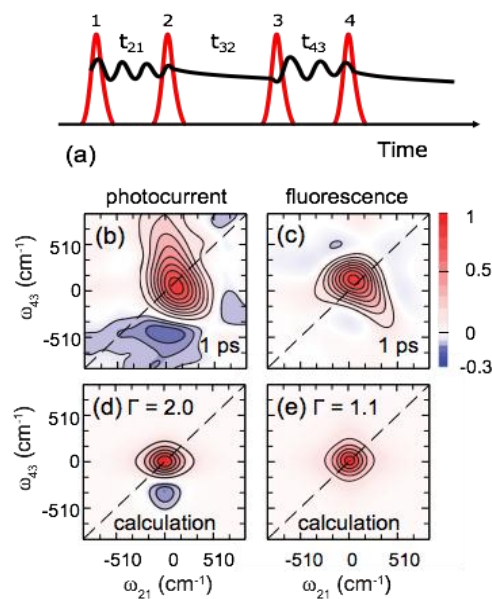 1 2 3 4
t21 t32 t43
Time
(a)
photocurrent fluorescence
(b) (c)
ω43 (cm-1)
510
0
-510
1 ps 1 ps
1
0.5
0
-0.3
(d) Γ = 2.0 (e) Γ = 1.1
ω43 (cm-1)
510
0
-510
calculation calculation
-510 0 510 -510 0 510
ω21 (cm-1) ω21 (cm-1)